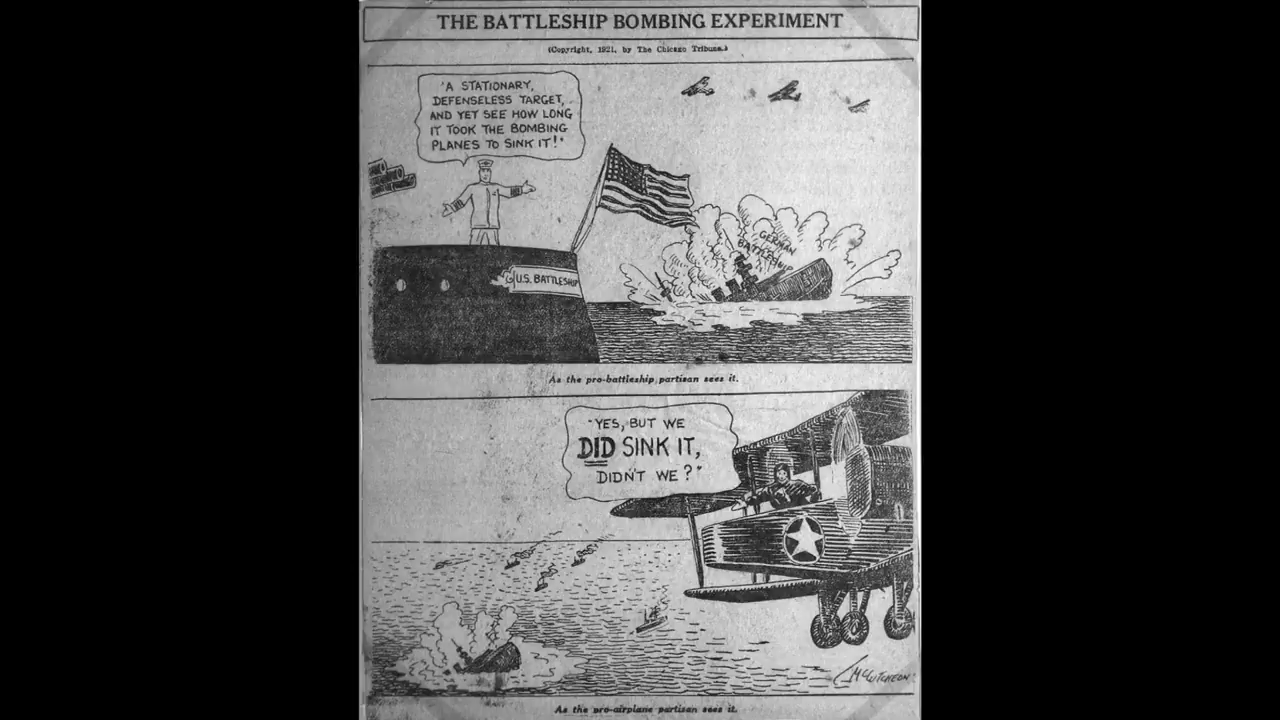 THE BATTLESHIP BOMBING EXPERIMENT
(Copyright, 1921, by The Chicago Tribune.)
"A STATIONARY,
DEFENSELESS TARGET,
AND YET SEE HOW LONG
IT TOOK THE BOMBING
PLANES TO SINK IT!"
GERMAN
BATTLESHIP
U.S. BATTLESHIP
As the pro-battleship partisan sees it.
"YES, BUT WE
DID SINK IT,
DIDN'T WE?"
McCUTCHEON
As the pro-airplane partisan sees it.